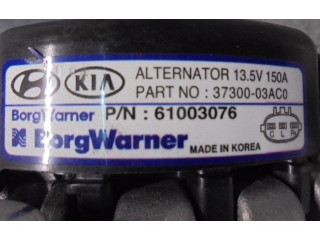 KIA ALTERNATOR 13.5V 150A
PART NO : 37300-03AC0
BorgWarner P/N : 61003076
BorgWarner
MADE IN KOREA